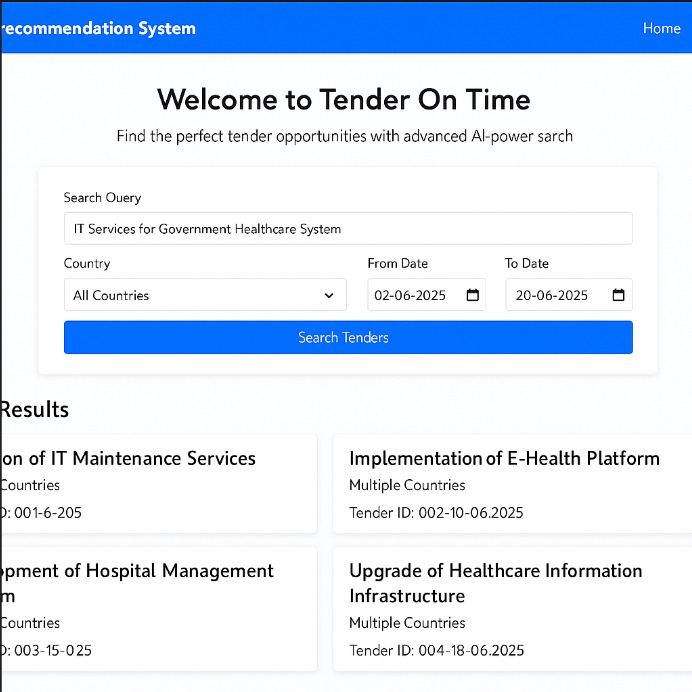 recommendation System
Home
Welcome to Tender On Time
Find the perfect tender opportunities with advanced AI-power sarch
Search Ouery
IT Services for Government Healthcare System
Country
From Date
To Date
All Countries
02-06-2025
20-06-2025
Search Tenders
Results
on of IT Maintenance Services
Countries
D: 001-6-205
Implementation of E-Health Platform
Multiple Countries
Tender ID: 002-10-06.2025
opment of Hospital Management
m
Countries
D: 003-15-025
Upgrade of Healthcare Information
Infrastructure
Multiple Countries
Tender ID: 004-18-06.2025